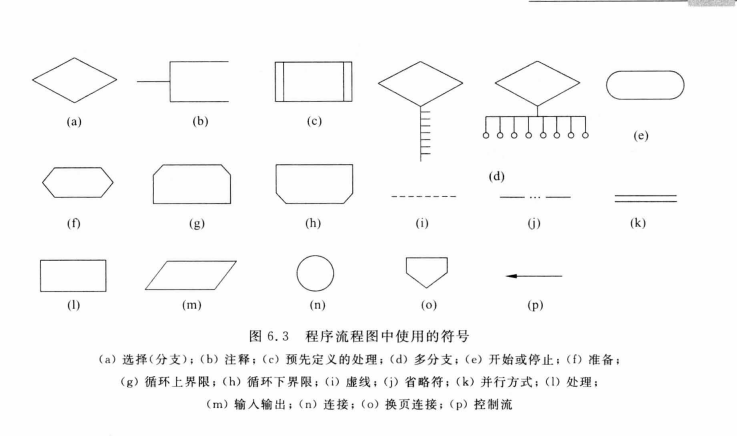 (a)
(b)
(c)
(d)
(e)
(f)
(g)
(h)
(i)
(j)
(k)
(l)
(m)
(n)
(o)
(p)
图 6.3 程序流程图中使用的符号
(a) 选择(分支); (b) 注释; (c) 预先定义的处理; (d) 多分支; (e) 开始或停止; (f) 准备;
(g) 循环上界限; (h) 循环下界限; (i) 虚线; (j) 省略符; (k) 并行方式; (l) 处理;
(m) 输入输出; (n) 连接; (o) 换页连接; (p) 控制流